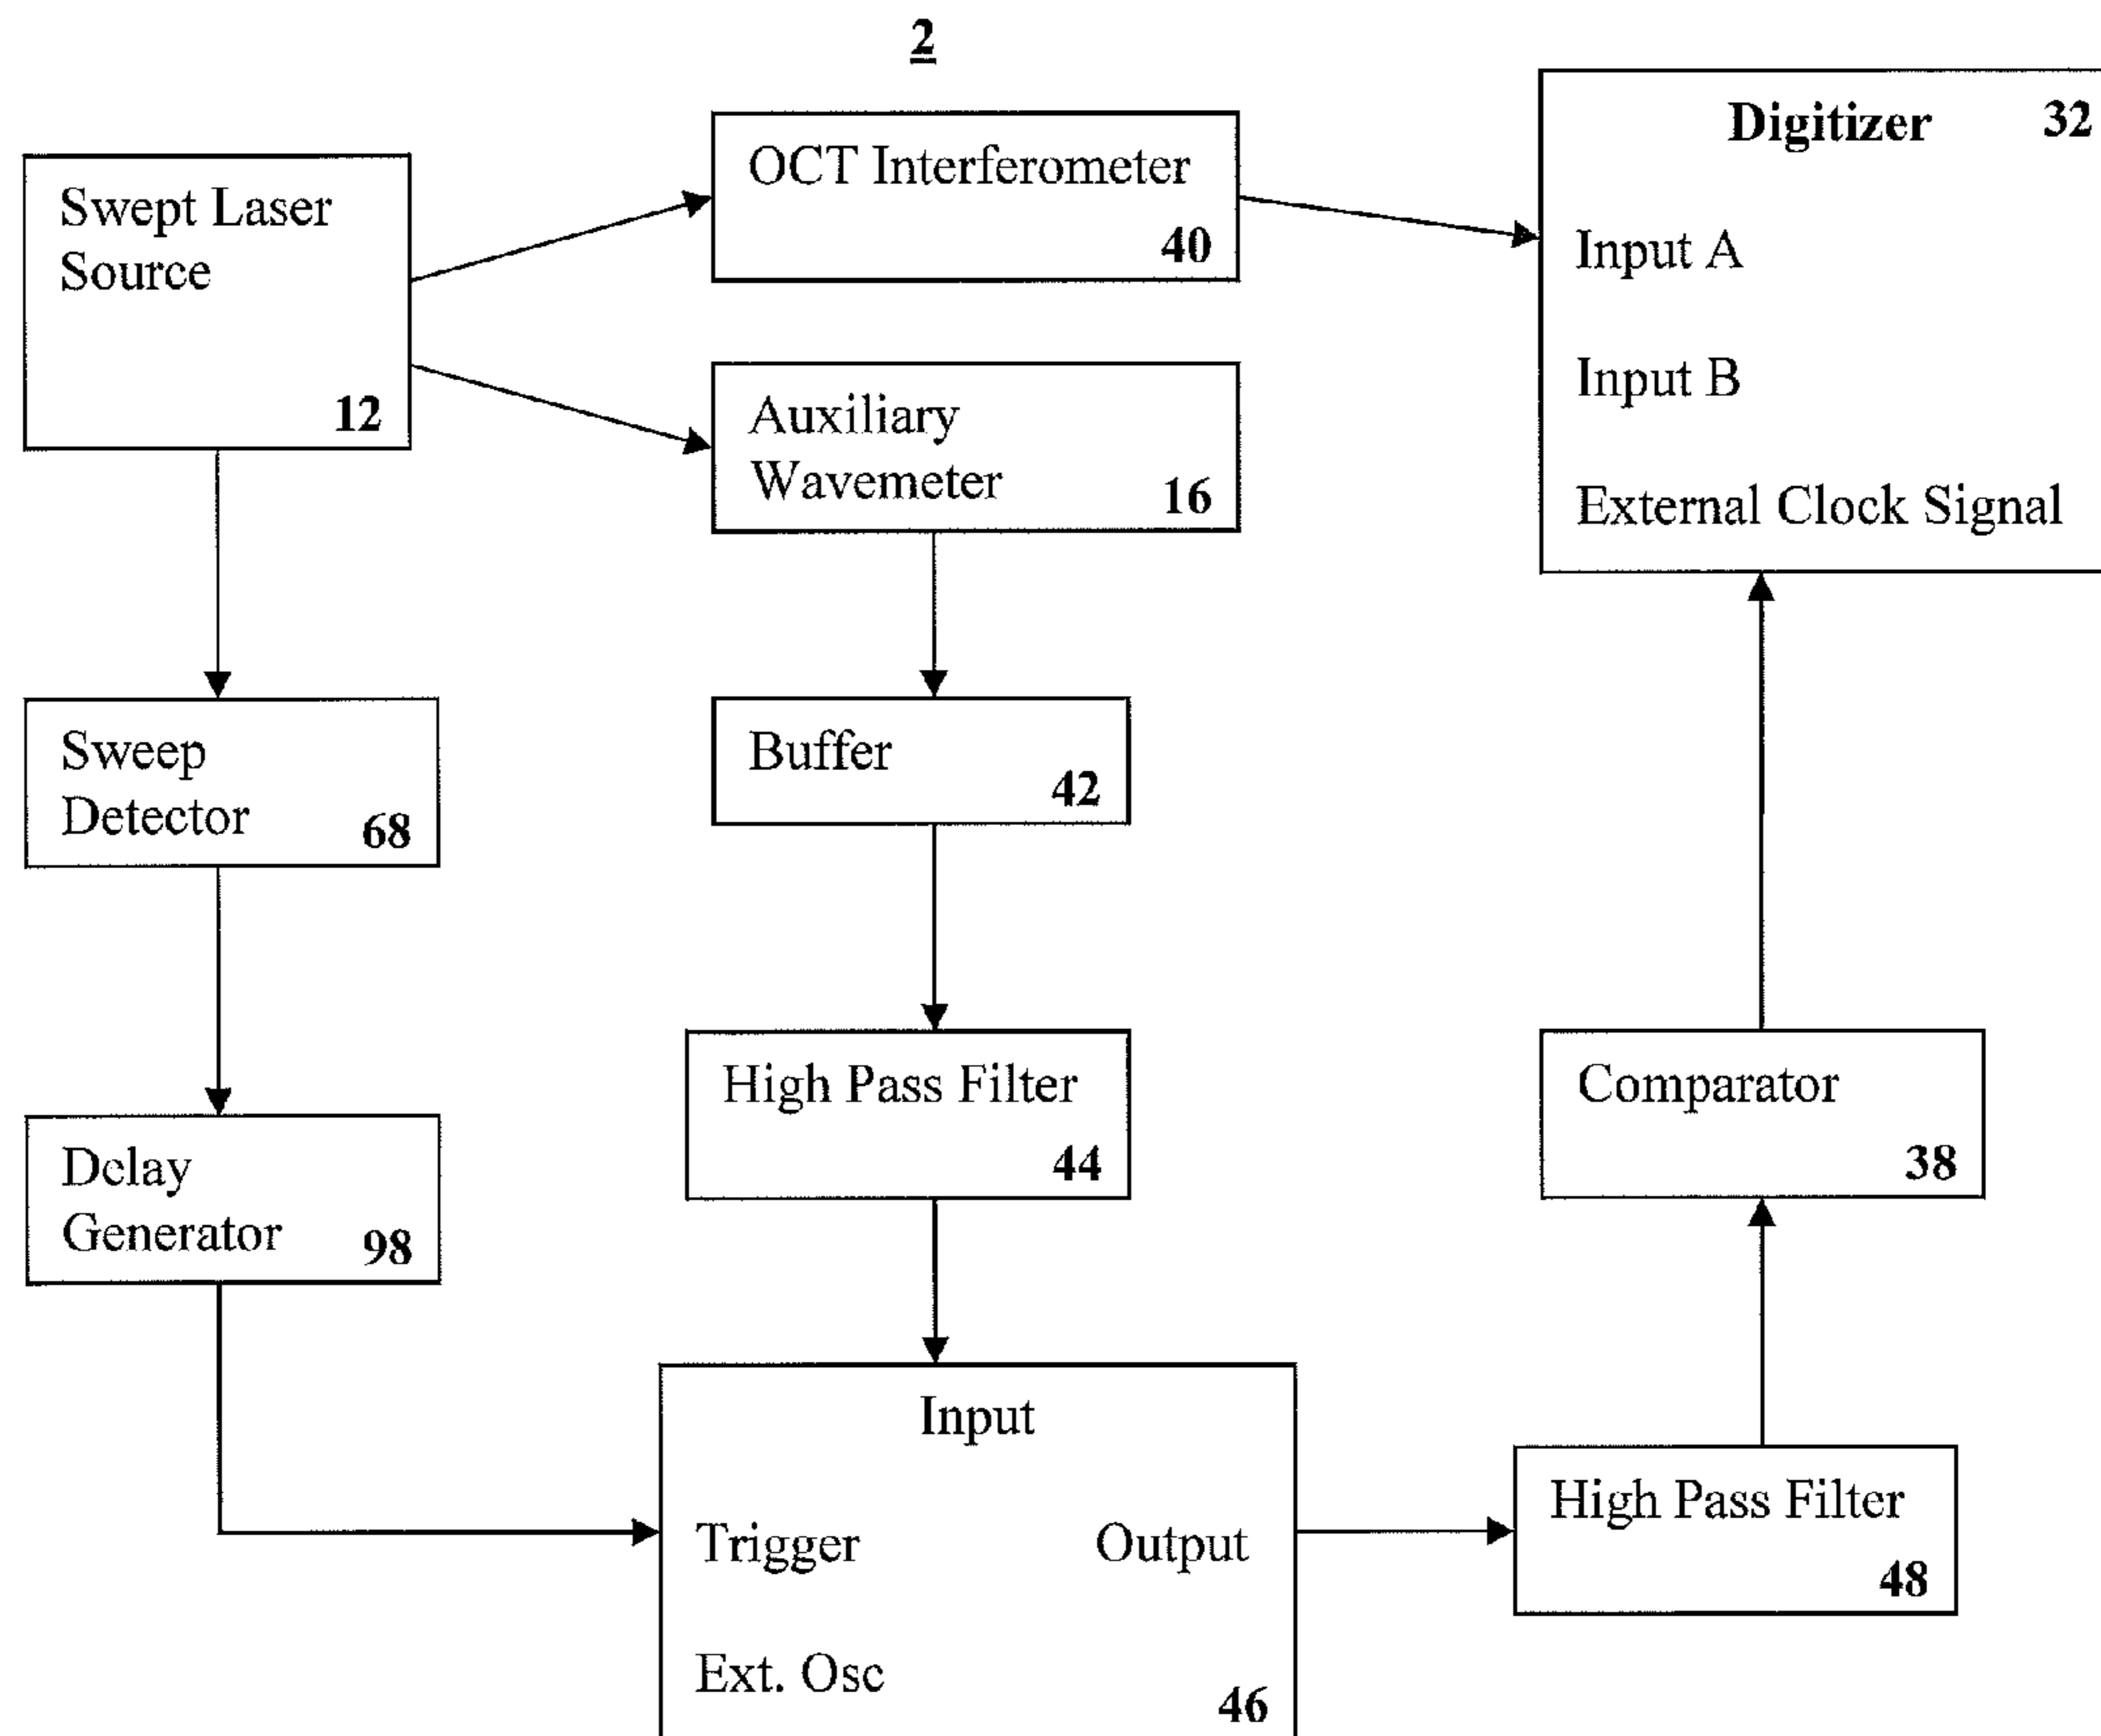 2
Swept Laser
Source
12
OCT Interferometer
40
Digitizer 32
Input A
Input B
External Clock Signal
Auxiliary
Wavemeter
16
Sweep
Detector
68
Buffer
42
Delay
Generator
98
High Pass Filter
44
Comparator
38
Input
Trigger
Output
Ext. Osc
46
High Pass Filter
48